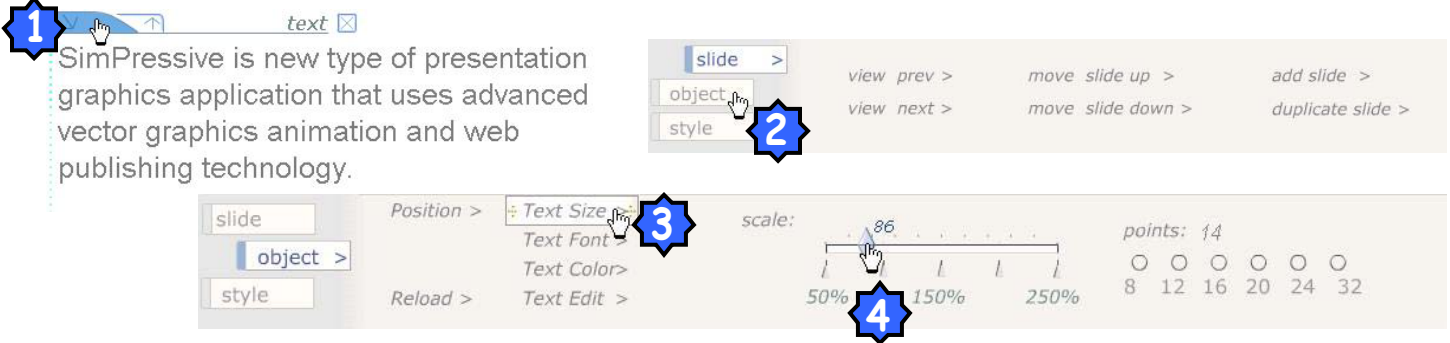 1
text
SimPressive is new type of presentation
graphics application that uses advanced
vector graphics animation and web
publishing technology.
slide >
object
style
2
view prev > move slide up > add slide >
view next > move slide down > duplicate slide >
slide
object >
style
Position > Text Size >
Text Font >
Text Color>
Reload > Text Edit >
3
scale:
86
50% 150% 250%
4
points: 14
8 12 16 20 24 32